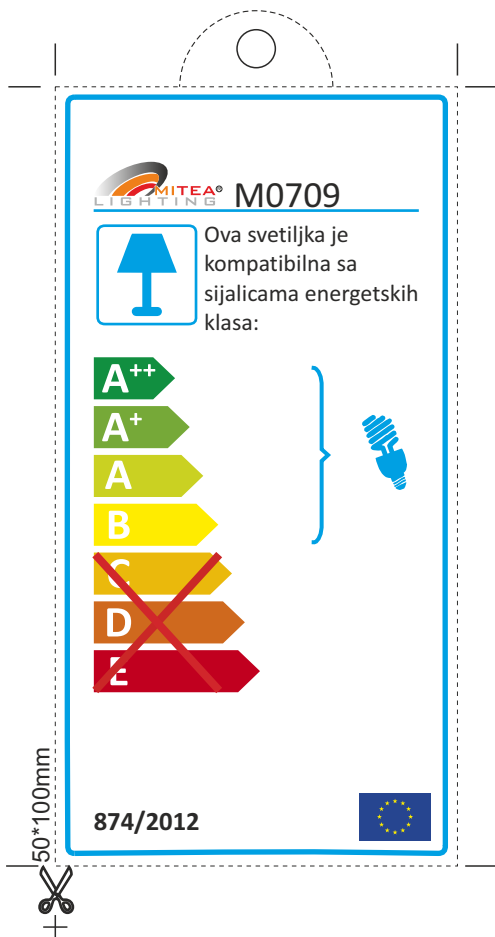 MITEA®
LIGHTING
M0709
Ova svetiljka je
kompatibilna sa
sijalicama energetskih
klasa:
A++
A+
A
B
C
D
E
874/2012
50*100mm